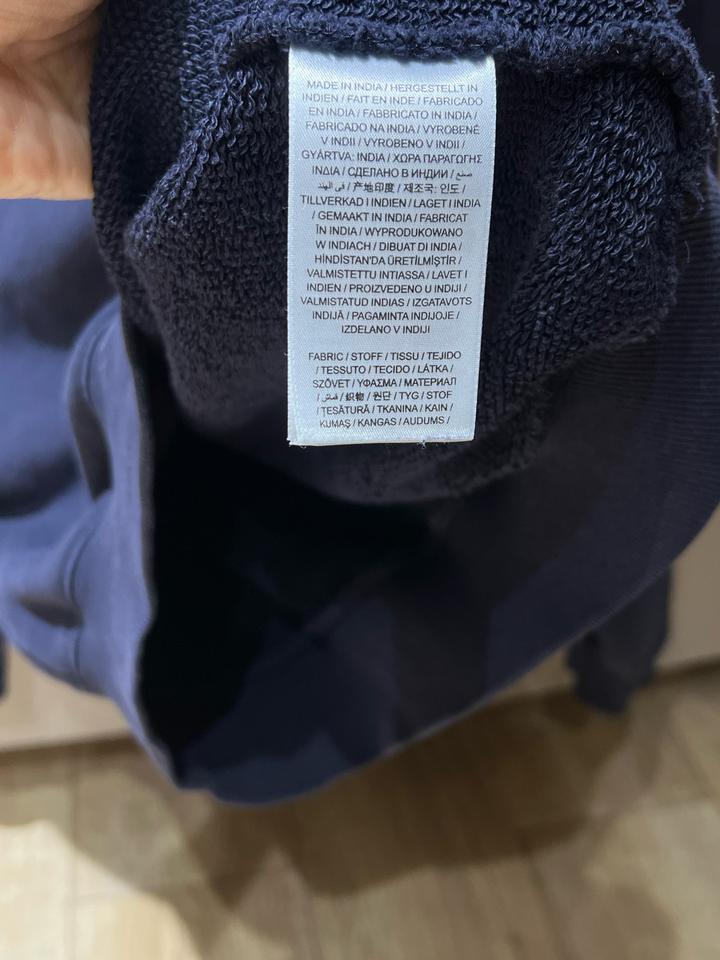 MADE IN INDIA / HERGESTELLT IN
INDIEN / FAIT EN INDE / FABRICADO
EN INDIA / FABBRICATO IN INDIA /
FABRICADO NA INDIA / VYROBENÉ
V INDII / VYROBENO V INDII /
GYÁRTVA: INDIA / ΧΩΡΑ ΠΑΡΑΓΩΓΗΣ
ΙΝΔΙΑ / СДЕЛАНО В ИНДИИ / صنع
في الهند / 产地印度 / 제조국: 인도 /
TILLVERKAD I INDIEN / LAGET I INDIA
/ GEMAAKT IN INDIA / FABRICAT
ÎN INDIA / WYPRODUKOWANO
W INDIACH / DIBUAT DI INDIA /
HİNDİSTAN'DA ÜRETİLMİŞTİR /
VALMISTETTU INTIASSA / LAVET I
INDIEN / PROIZVEDENO U INDIJI /
VALMISTATUD INDIAS / IZGATAVOTS
INDIJĀ / PAGAMINTA INDIJOJE /
IZDELANO V INDIJI
FABRIC / STOFF / TISSU / TEJIDO
/ TESSUTO / TECIDO / LÁTKA /
SZÖVET / ΥΦΑΣΜΑ / МАТЕРИАЛ
/ قماش / 織物 / 원단 / TYG / STOF
/ ȚESĂTURĂ / TKANINA / KAIN /
KUMAŞ / KANGAS / AUDUMS /